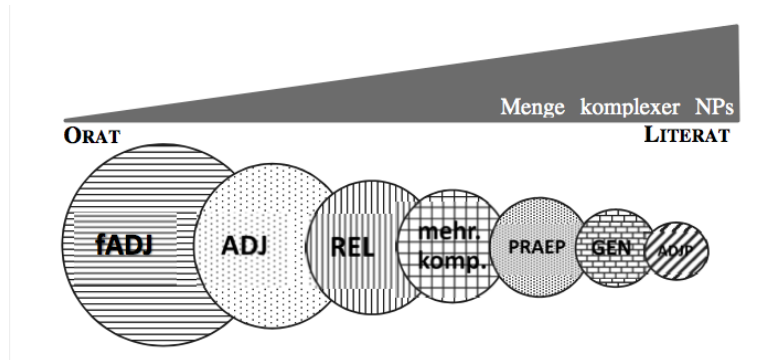 Menge komplexer NPs
ORAT LITERAT
fADJ ADJ REL mehr. komp. PRAEP GEN ADJP